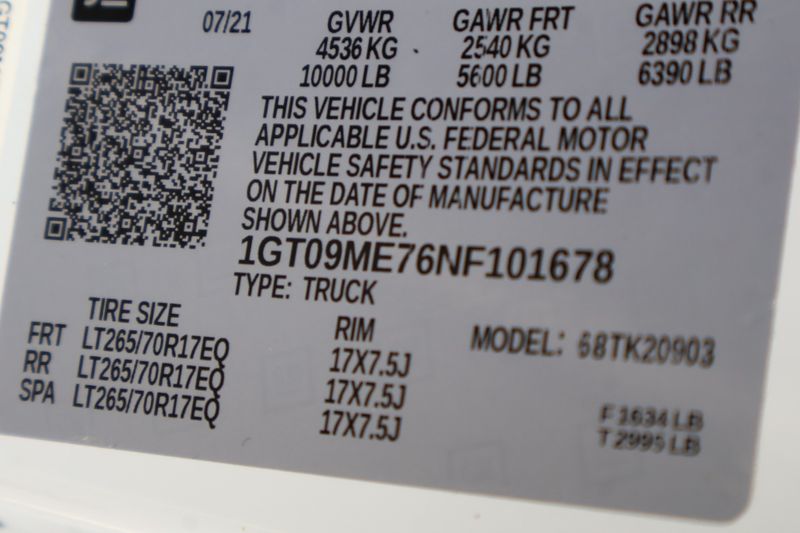 07/21 GVWR GAWR FRT GAWR RR
4536 KG 2540 KG 2898 KG
10000 LB 5600 LB 6390 LB
THIS VEHICLE CONFORMS TO ALL
APPLICABLE U.S. FEDERAL MOTOR
VEHICLE SAFETY STANDARDS IN EFFECT
ON THE DATE OF MANUFACTURE
SHOWN ABOVE.
1GT09ME76NF101678
TYPE: TRUCK
TIRE SIZE RIM MODEL: 68TK20903
FRT LT265/70R17EQ 17X7.5J
RR LT265/70R17EQ 17X7.5J
SPA LT265/70R17EQ 17X7.5J
F 1634 LB
T 2995 LB